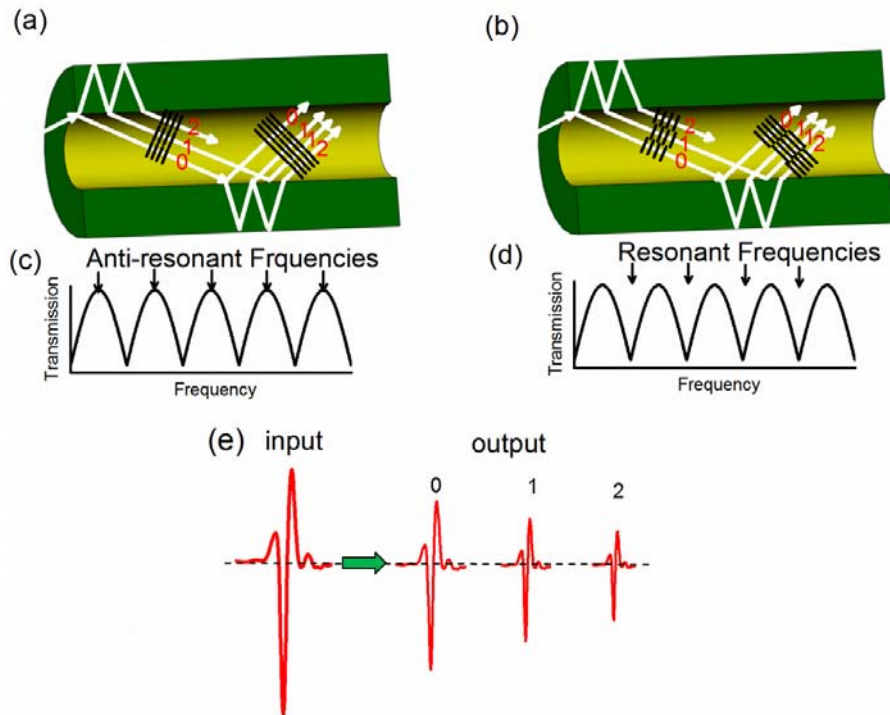 (a)
2
1
0
0
1
1
2
(b)
2
1
0
0
1
1
2
(c)
Anti-resonant Frquencies
Transmission
Frequency
(d)
Resonant Frequencies
Transmission
Frequency
(e) input output
0 1 2